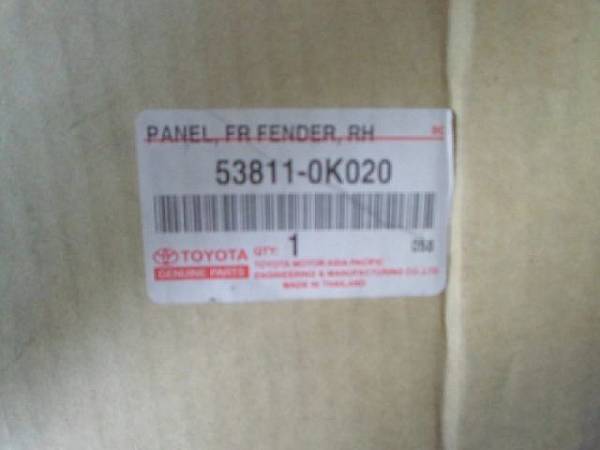 PANEL, FR FENDER, RH
53811-0K020
TOYOTA QTY. 1
GENUINE PARTS
TOYOTA MOTOR ASIA PACIFIC
ENGINEERING & MANUFACTURING CO.,LTD
MADE IN THAILAND